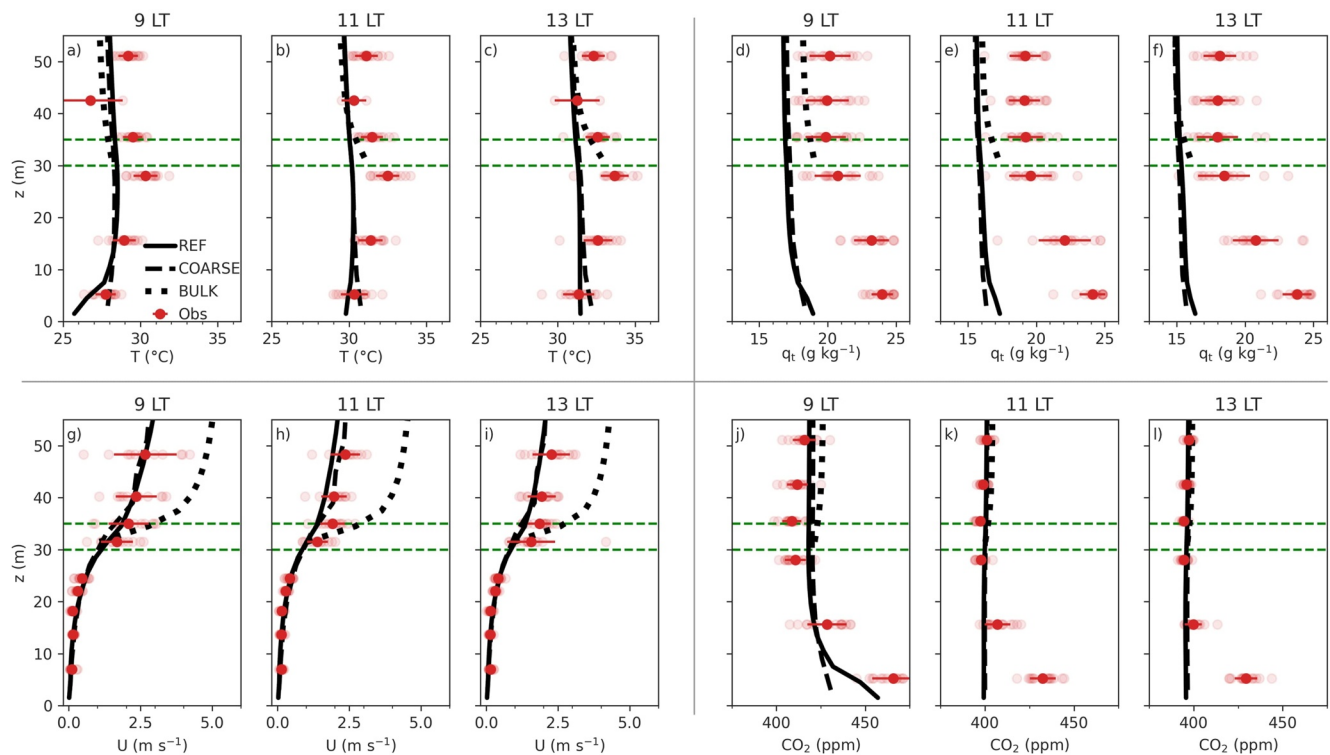 9 LT 11 LT 13 LT 9 LT 11 LT 13 LT
a) b) c) d) e) f)
50
40
30
20
10
0
z (m)
REF
COARSE
BULK
Obs
25 30 35 25 30 35 25 30 35 15 20 25 15 20 25 15 20 25
T (°C) T (°C) T (°C) qt (g kg⁻¹) qt (g kg⁻¹) qt (g kg⁻¹)
9 LT 11 LT 13 LT 9 LT 11 LT 13 LT
g) h) i) j) k) l)
50
40
30
20
10
0
z (m)
0.0 2.5 5.0 0.0 2.5 5.0 0.0 2.5 5.0 400 450 400 450 400 450
U (m s⁻¹) U (m s⁻¹) U (m s⁻¹) CO₂ (ppm) CO₂ (ppm) CO₂ (ppm)